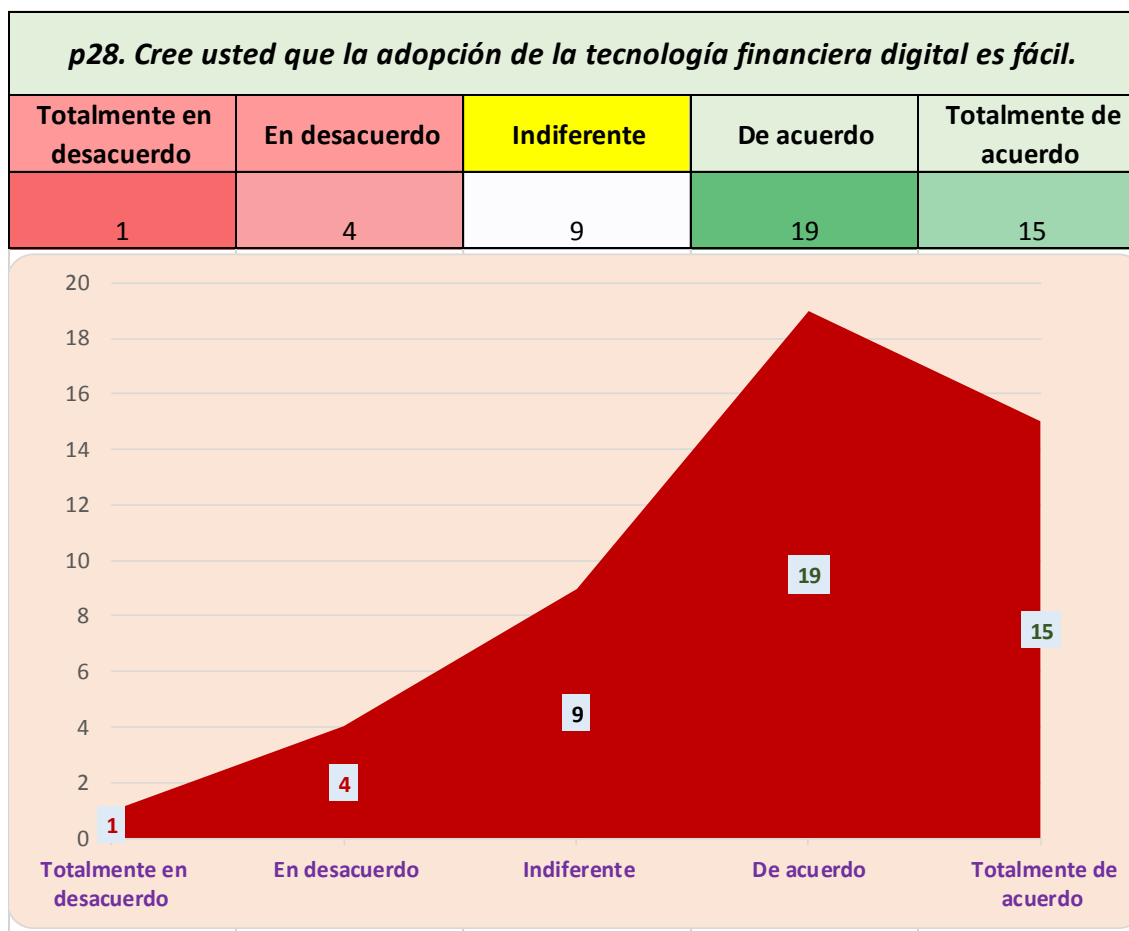 p28. Cree usted que la adopción de la tecnología financiera digital es fácil.
Totalmente en
desacuerdo
En desacuerdo
Indiferente
De acuerdo
Totalmente de
acuerdo
1
4
9
19
15
20
18
16
14
12
10
8
6
4
2
0
1
4
9
19
15
Totalmente en
desacuerdo
En desacuerdo
Indiferente
De acuerdo
Totalmente de
acuerdo